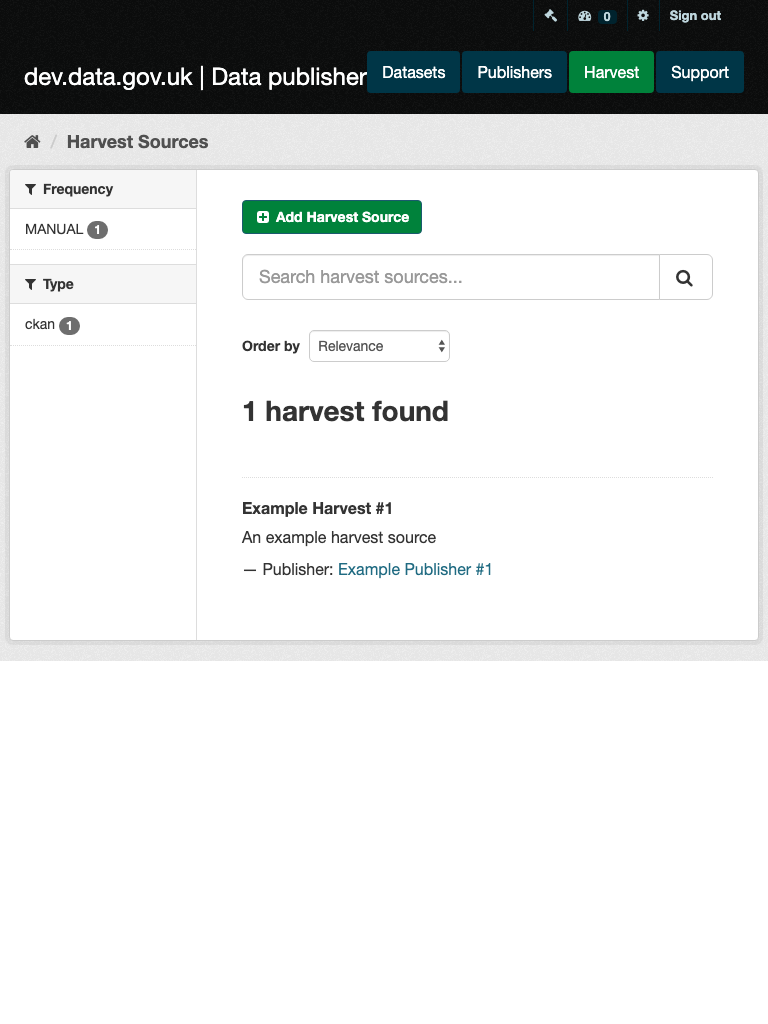 0 Sign out
dev.data.gov.uk | Data publisher Datasets Publishers Harvest Support
/ Harvest Sources
Frequency
MANUAL 1
Type
ckan 1
Add Harvest Source
Search harvest sources...
Order by Relevance
1 harvest found
Example Harvest #1
An example harvest source
— Publisher: Example Publisher #1